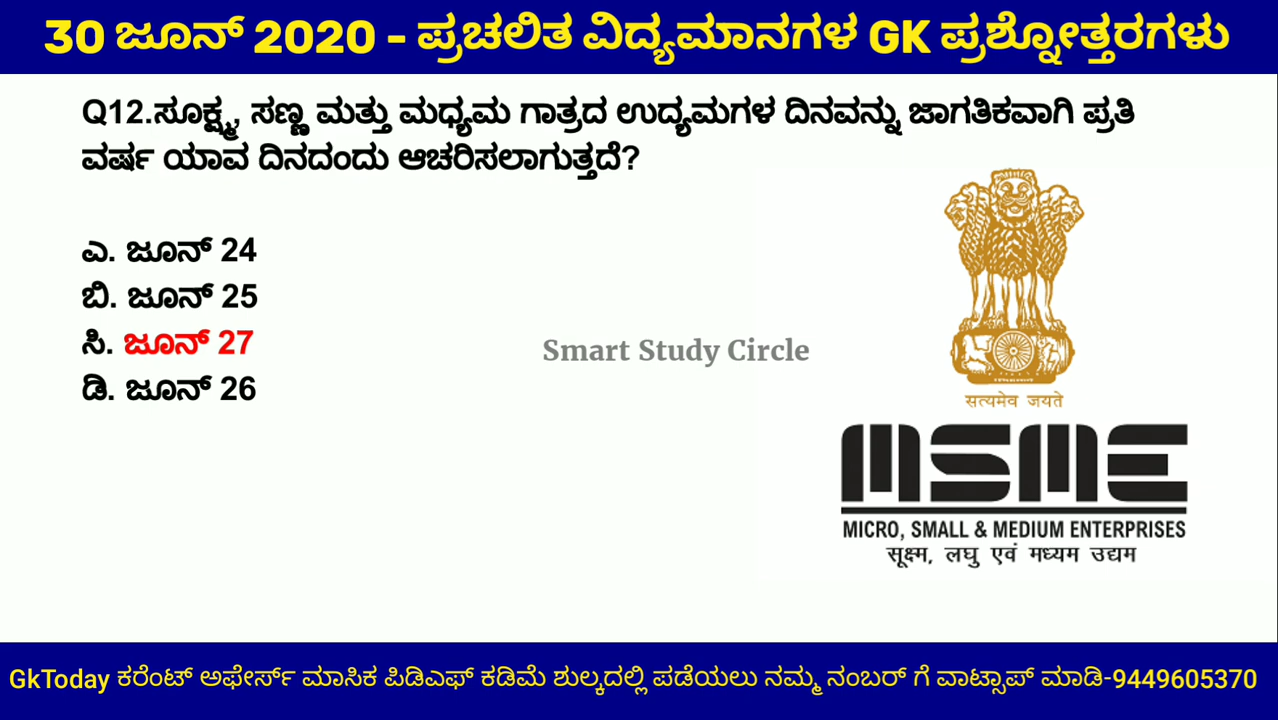 30 ಜೂನ್ 2020 - ಪ್ರಚಲಿತ ವಿದ್ಯಮಾನಗಳ GK ಪ್ರಶ್ನೋತ್ತರಗಳು
Q12.ಸೂಕ್ಷ್ಮ, ಸಣ್ಣ ಮತ್ತು ಮಧ್ಯಮ ಗಾತ್ರದ ಉದ್ಯಮಗಳ ದಿನವನ್ನು ಜಾಗತಿಕವಾಗಿ ಪ್ರತಿ
ವರ್ಷ ಯಾವ ದಿನದಂದು ಆಚರಿಸಲಾಗುತ್ತದೆ?
ಎ. ಜೂನ್ 24
ಬಿ. ಜೂನ್ 25
ಸಿ. ಜೂನ್ 27
ಡಿ. ಜೂನ್ 26
Smart Study Circle
सत्यमेव जयते
MSME
MICRO, SMALL & MEDIUM ENTERPRISES
सूक्ष्म, लघु एवं मध्यम उद्यम
GkToday ಕರೆಂಟ್ ಅಫೇರ್ಸ್ ಮಾಸಿಕ ಪಿಡಿಎಫ್ ಕಡಿಮೆ ಶುಲ್ಕದಲ್ಲಿ ಪಡೆಯಲು ನಮ್ಮ ನಂಬರ್ ಗೆ ವಾಟ್ಸಾಪ್ ಮಾಡಿ-9449605370